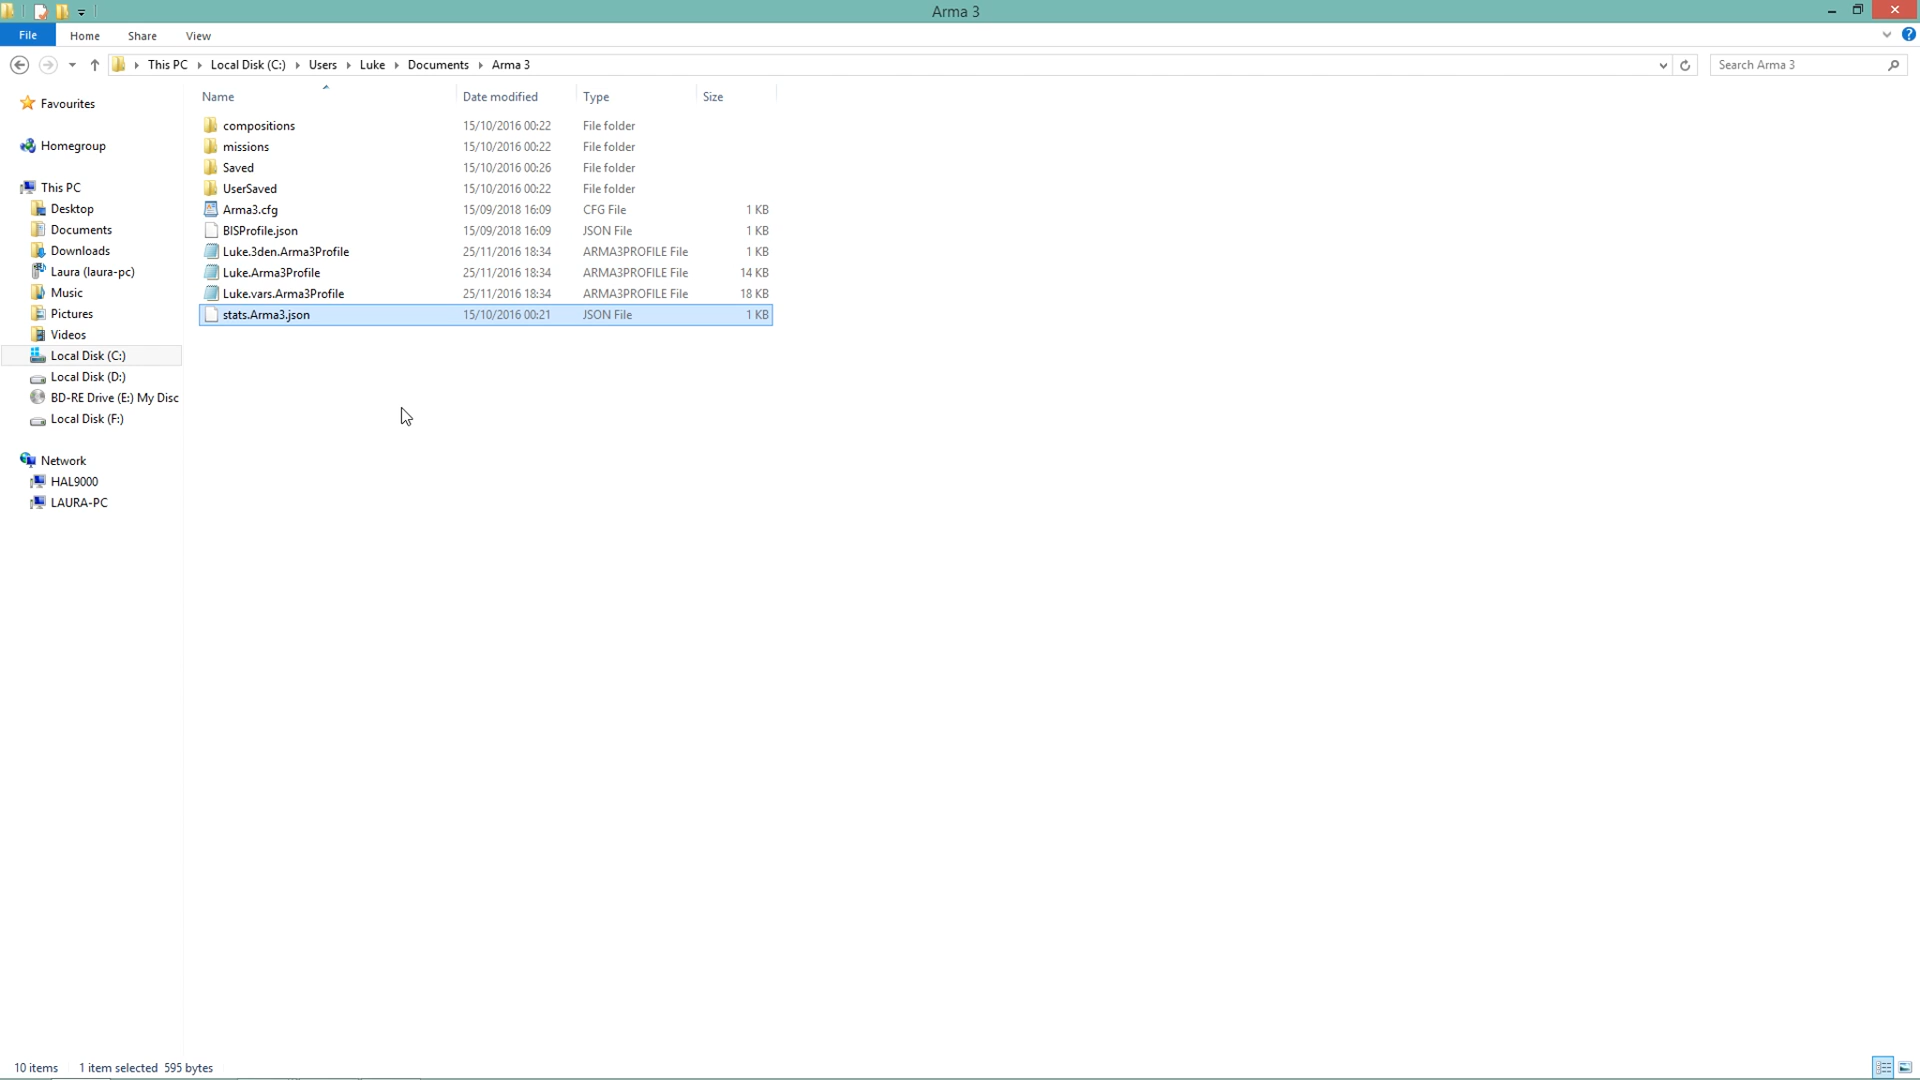 Arma 3
File Home Share View
This PC Local Disk (C:) Users Luke Documents Arma 3
Search Arma 3
Name Date modified Type Size
Favourites
Homegroup
This PC
Desktop
Documents
Downloads
Laura (laura-pc)
Music
Pictures
Videos
Local Disk (C:)
Local Disk (D:)
BD-RE Drive (E:) My Disc
Local Disk (F:)
Network
HAL9000
LAURA-PC
compositions 15/10/2016 00:22 File folder
missions 15/10/2016 00:22 File folder
Saved 15/10/2016 00:26 File folder
UserSaved 15/10/2016 00:22 File folder
Arma3.cfg 15/09/2018 16:09 CFG File 1 KB
BISProfile.json 15/09/2018 16:09 JSON File 1 KB
Luke.3den.Arma3Profile 25/11/2016 18:34 ARMA3PROFILE File 1 KB
Luke.Arma3Profile 25/11/2016 18:34 ARMA3PROFILE File 14 KB
Luke.vars.Arma3Profile 25/11/2016 18:34 ARMA3PROFILE File 18 KB
stats.Arma3.json 15/10/2016 00:21 JSON File 1 KB
10 items 1 item selected 595 bytes